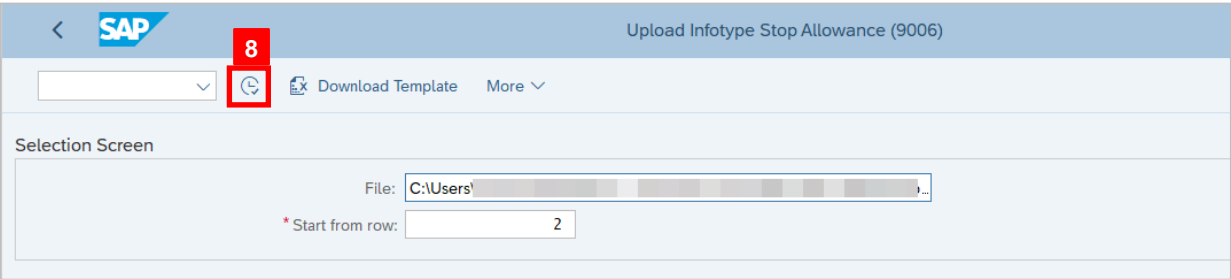 SAP
Upload Infotype Stop Allowance (9006)
8
Download Template More
Selection Screen
File: C:\Users\
* Start from row: 2